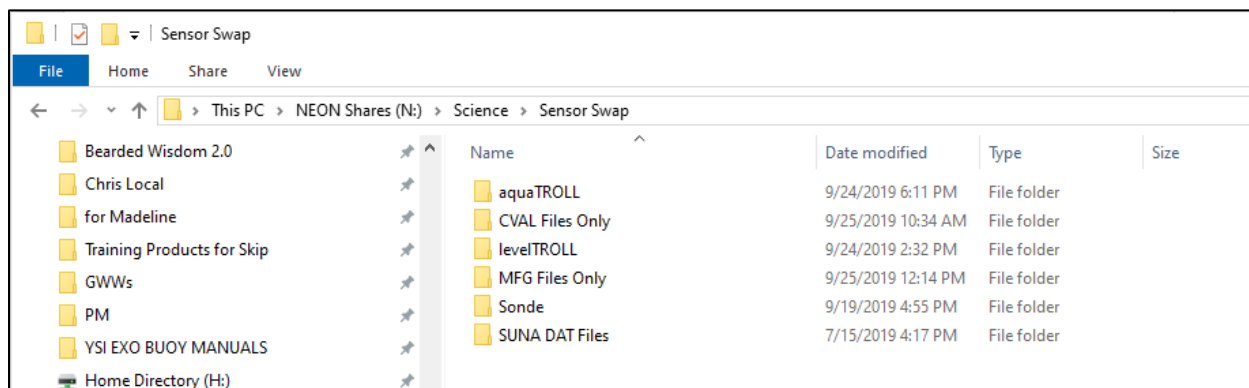 Sensor Swap
File Home Share View
This PC > NEON Shares (N:) > Science > Sensor Swap
Bearded Wisdom 2.0
Chris Local
for Madeline
Training Products for Skip
GWWs
PM
YSI EXO BUOY MANUALS
Home Directory (H:)
Name Date modified Type Size
aquaTROLL 9/24/2019 6:11 PM File folder
CVAL Files Only 9/25/2019 10:34 AM File folder
levelTROLL 9/24/2019 2:32 PM File folder
MFG Files Only 9/25/2019 12:14 PM File folder
Sonde 9/19/2019 4:55 PM File folder
SUNA DAT Files 7/15/2019 4:17 PM File folder